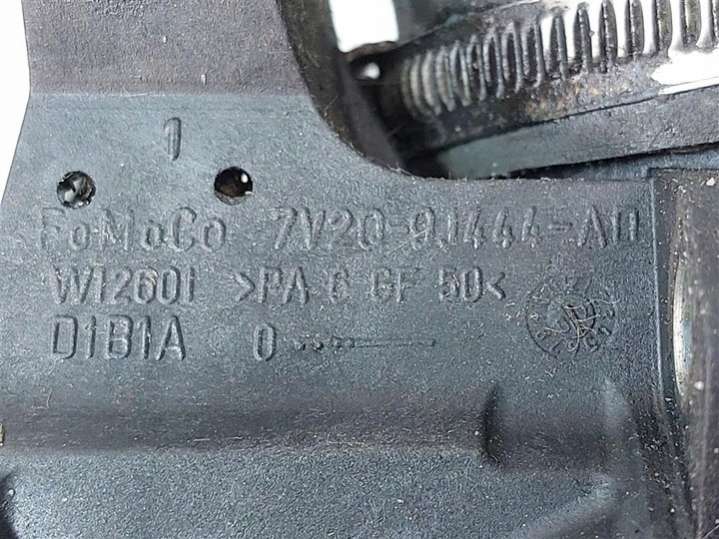 1
FoMoCo 7V20-9J444-AD
W12601 >PA 6 GF 50<
D1B1A 0